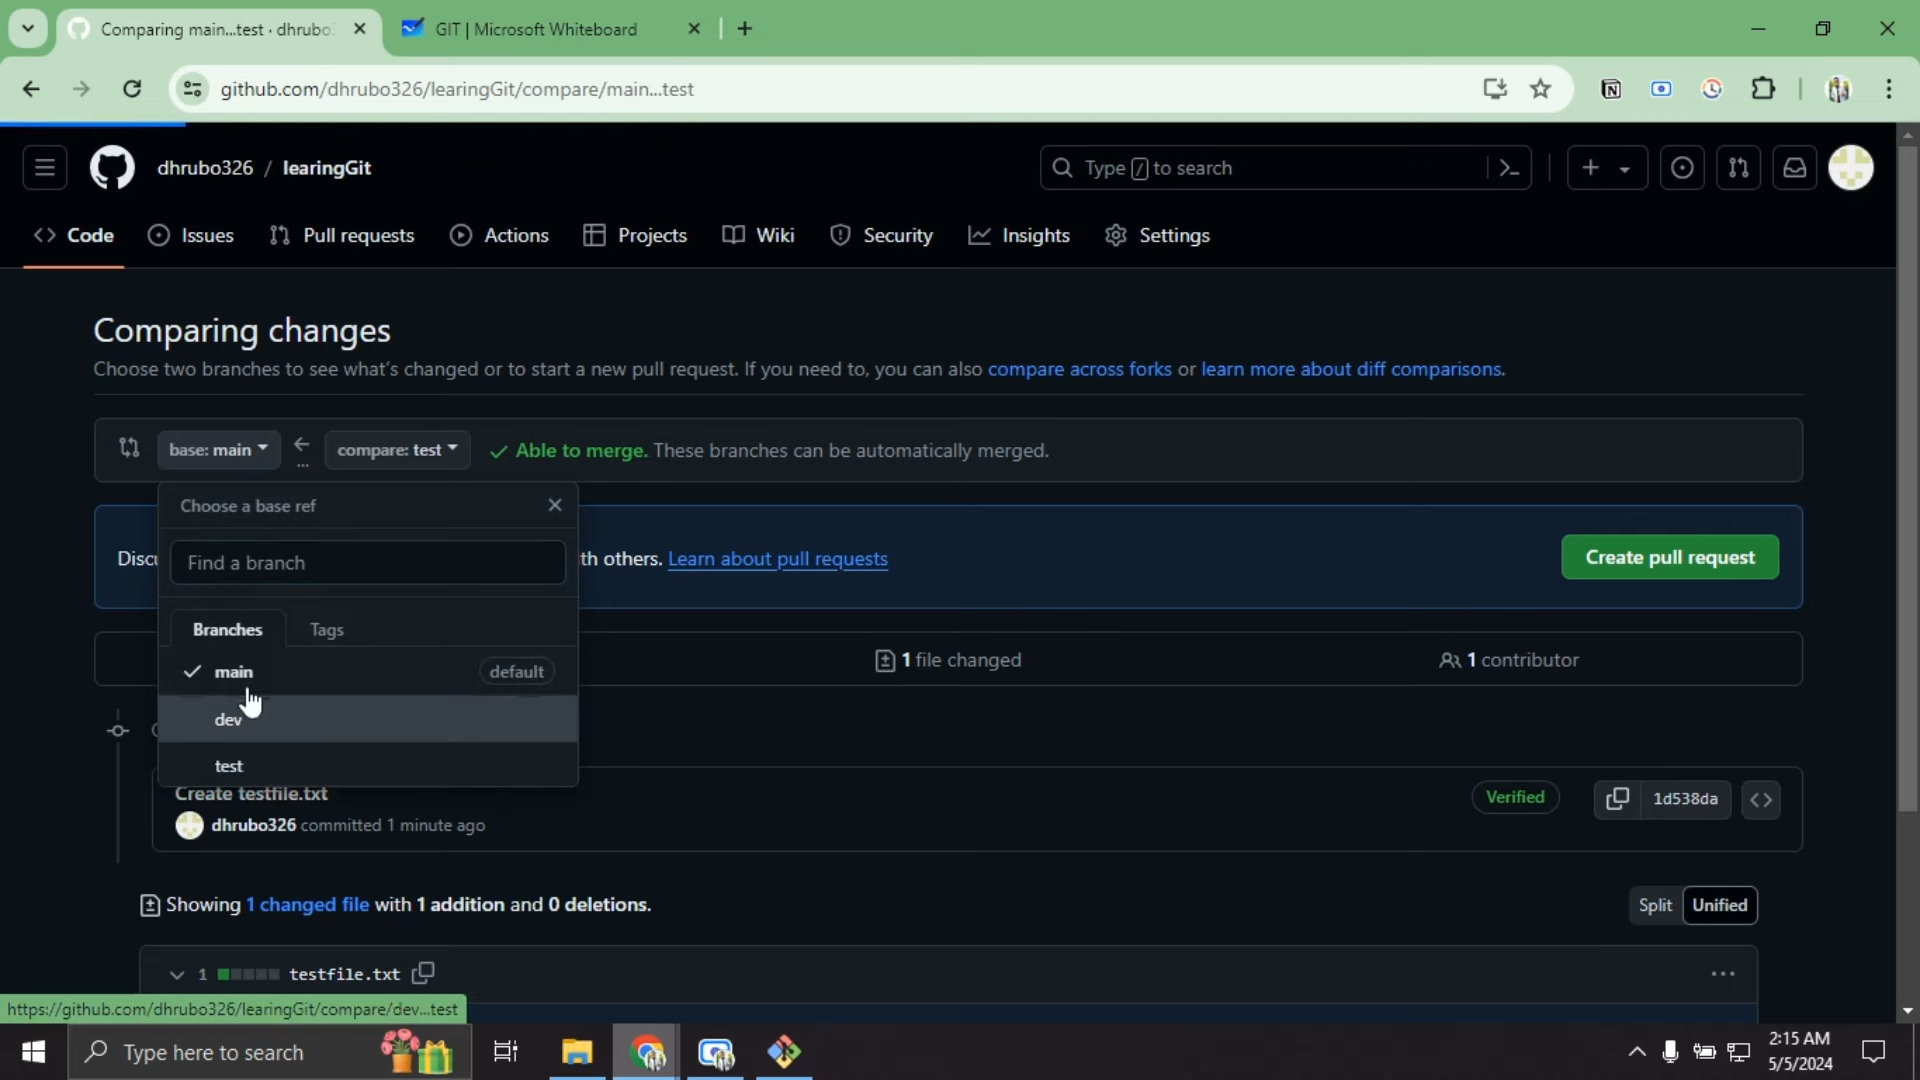 Comparing main...test · dhrubo
GIT | Microsoft Whiteboard
github.com/dhrubo326/learingGit/compare/main...test
dhrubo326 / learingGit
Type / to search
Code
Issues
Pull requests
Actions
Projects
Wiki
Security
Insights
Settings
Comparing changes
Choose two branches to see what's changed or to start a new pull request. If you need to, you can also compare across forks or learn more about diff comparisons.
base: main
compare: test
Able to merge. These branches can be automatically merged.
Choose a base ref
Find a branch
Discu
th others. Learn about pull requests
Create pull request
Branches
Tags
main
default
dev
test
1 file changed
1 contributor
Create testfile.txt
dhrubo326 committed 1 minute ago
Verified
1d538da
Showing 1 changed file with 1 addition and 0 deletions.
Split
Unified
1
testfile.txt
https://github.com/dhrubo326/learingGit/compare/dev...test
Type here to search
2:15 AM
5/5/2024